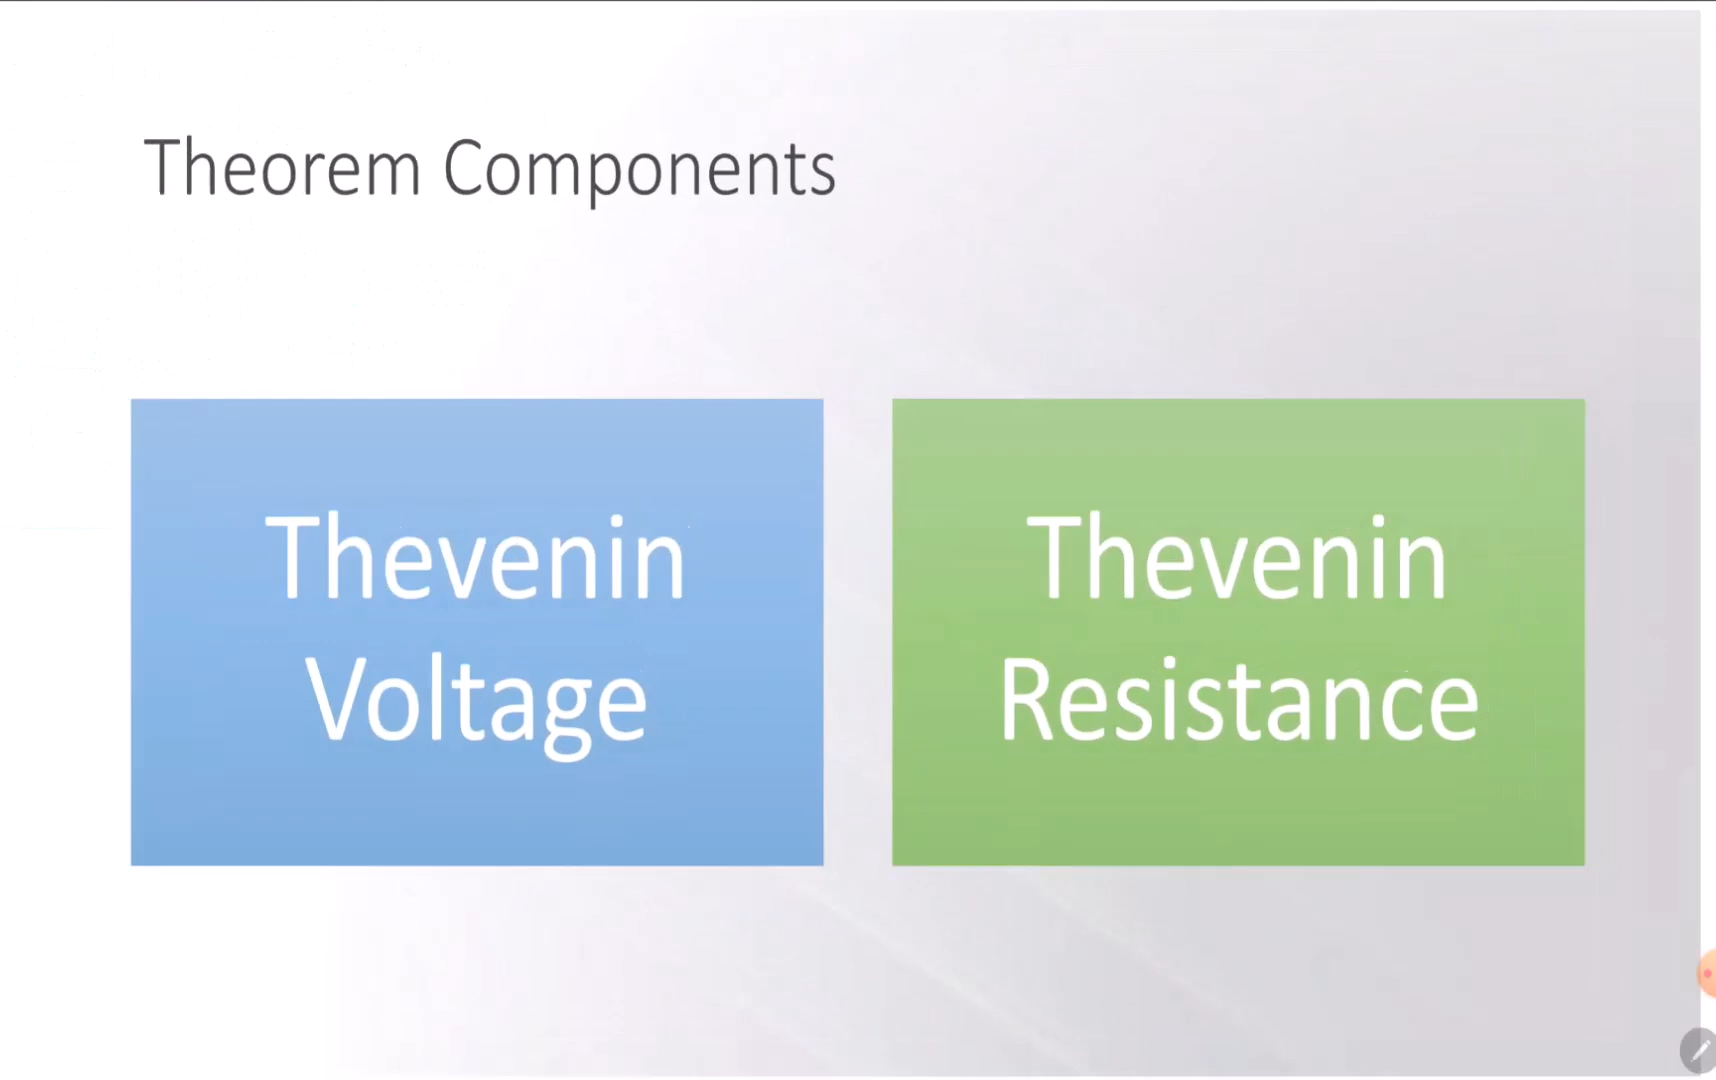 Theorem Components
Thevenin
Voltage
Thevenin
Resistance